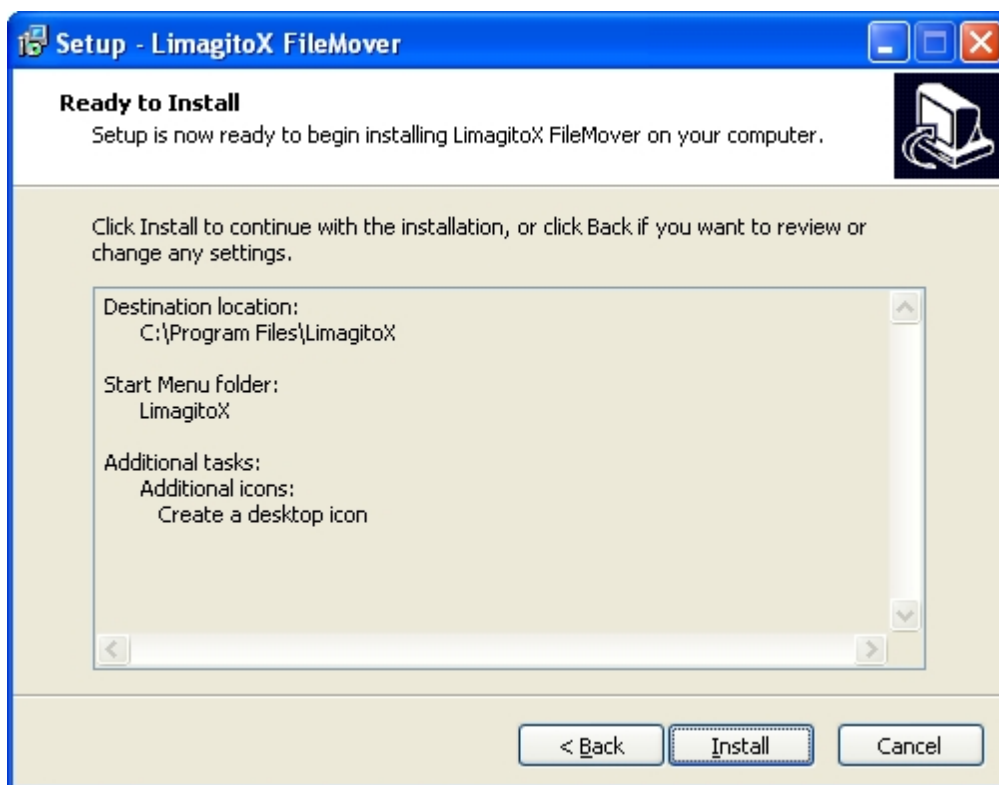 Setup - LimagitoX FileMover
Ready to Install
Setup is now ready to begin installing LimagitoX FileMover on your computer.
Click Install to continue with the installation, or click Back if you want to review or
change any settings.
Destination location:
C:\Program Files\LimagitoX
Start Menu folder:
LimagitoX
Additional tasks:
Additional icons:
Create a desktop icon
< Back
Install
Cancel